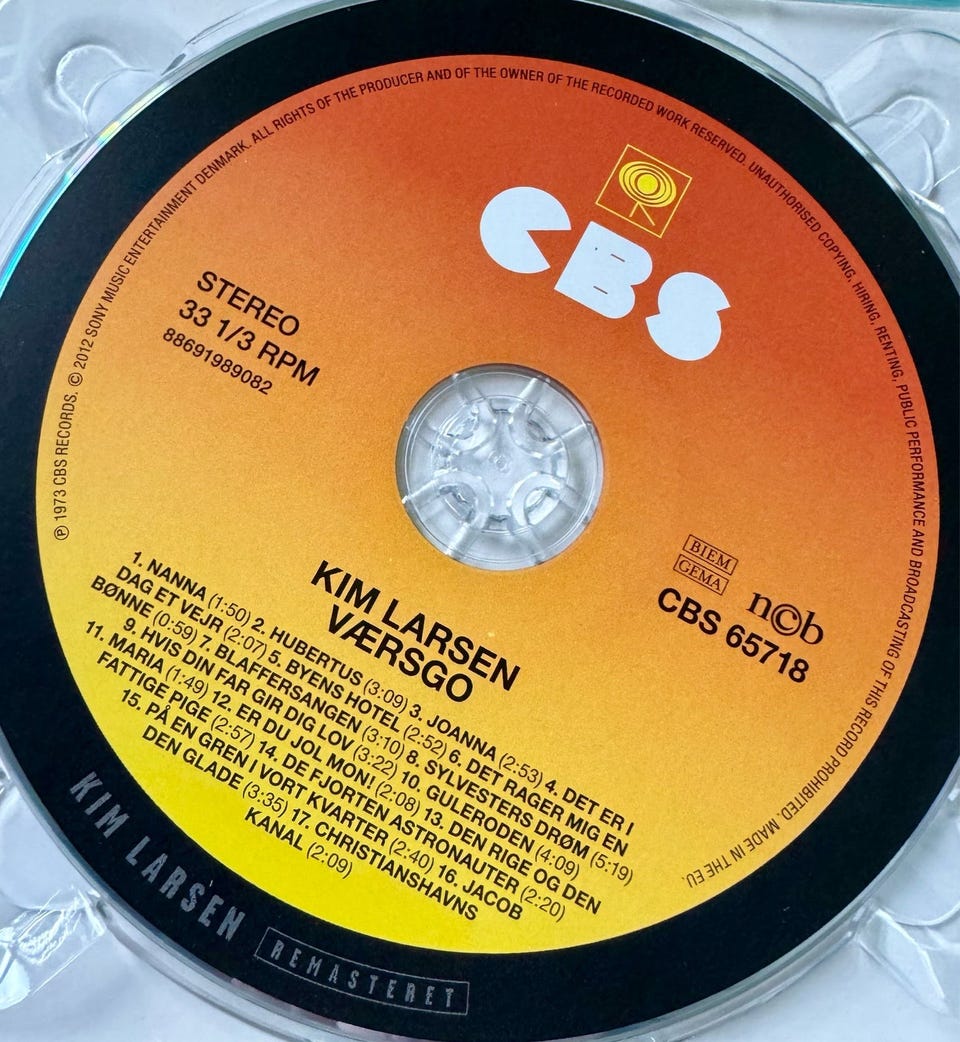 ℗ 1973 CBS RECORDS, © 2012 SONY MUSIC ENTERTAINMENT DENMARK. ALL RIGHTS OF THE PRODUCER AND OF THE OWNER OF THE RECORDED WORK RESERVED. UNAUTHORISED COPYING, HIRING, RENTING, PUBLIC PERFORMANCE AND BROADCASTING OF THIS RECORD PROHIBITED. MADE IN THE EU.
CBS
STEREO
33 1/3 RPM
88691989082
BIEM
GEMA
n©b
CBS 65718
KIM LARSEN
VÆRSGO
1. NANNA (1:50) 2. HUBERTUS (3:09) 3. JOANNA (2:53) 4. DET ER I
DAG ET VEJR (2:07) 5. BYENS HOTEL (2:52) 6. DET RAGER MIG EN
BØNNE (0:59) 7. BLAFFERSANGEN (3:10) 8. SYLVESTERS DRØM (5:19)
9. HVIS DIN FAR GIR DIG LOV (3:22) 10. GULERODEN (4:09)
11. MARIA (1:49) 12. ER DU JOL MON! (2:08) 13. DEN RIGE OG DEN
FATTIGE PIGE (2:57) 14. DE FJORTEN ASTRONAUTER (2:20)
15. PÅ EN GREN I VORT KVARTER (2:40) 16. JACOB
DEN GLADE (3:35) 17. CHRISTIANSHAVNS
KANAL (2:09)
KIM LARSEN
REMASTERET